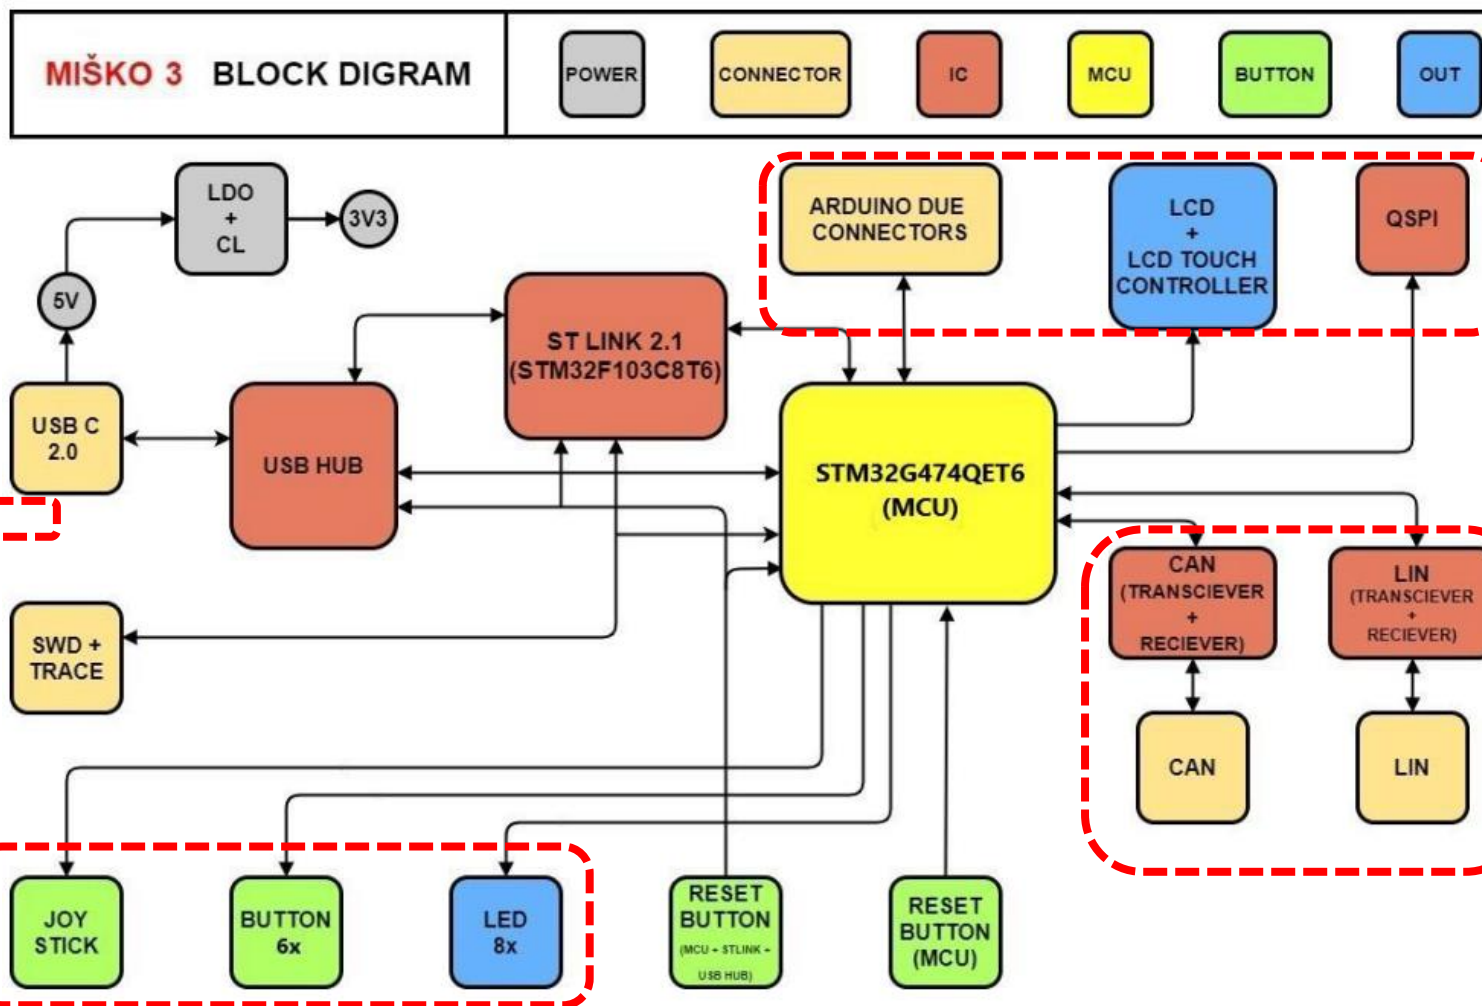 MIŠKO 3 BLOCK DIGRAM
POWER
CONNECTOR
IC
MCU
BUTTON
OUT
LDO
+
CL
3V3
5V
ARDUINO DUE
CONNECTORS
LCD
+
LCD TOUCH
CONTROLLER
QSPI
ST LINK 2.1
(STM32F103C8T6)
USB C
2.0
USB HUB
STM32G474QET6
(MCU)
CAN
(TRANSCIEVER
+
RECIEVER)
LIN
(TRANSCIEVER
+
RECIEVER)
SWD +
TRACE
CAN
LIN
JOY
STICK
BUTTON
6x
LED
8x
RESET
BUTTON
(MCU + STLINK +
USB HUB)
RESET
BUTTON
(MCU)